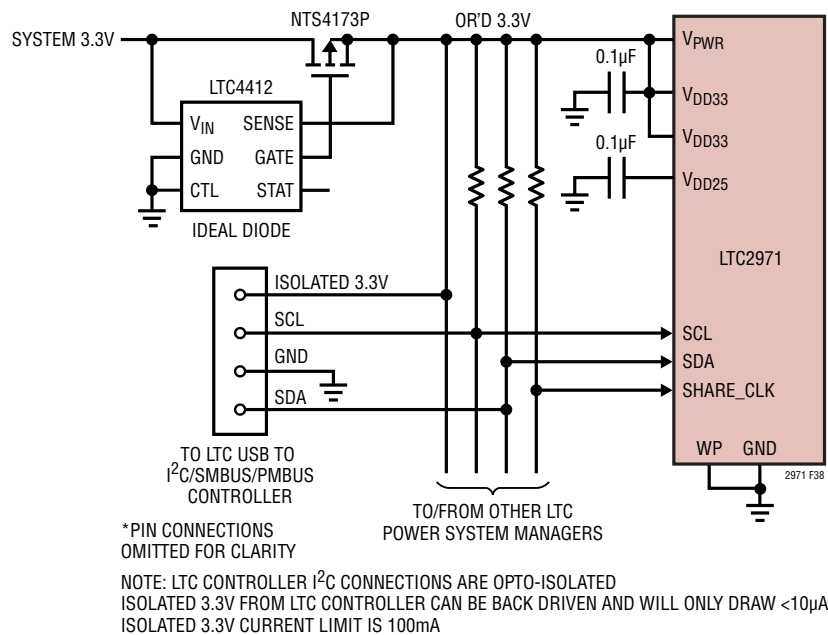 NTS4173P
OR'D 3.3V
SYSTEM 3.3V
LTC4412
VIN SENSE
GND GATE
CTL STAT
IDEAL DIODE
0.1µF
0.1µF
VPWR
VDD33
VDD33
VDD25
LTC2971
SCL
SDA
SHARE_CLK
WP GND
2971 F38
ISOLATED 3.3V
SCL
GND
SDA
TO LTC USB TO
I2C/SMBUS/PMBUS
CONTROLLER
TO/FROM OTHER LTC
POWER SYSTEM MANAGERS
*PIN CONNECTIONS
OMITTED FOR CLARITY
NOTE: LTC CONTROLLER I2C CONNECTIONS ARE OPTO-ISOLATED
ISOLATED 3.3V FROM LTC CONTROLLER CAN BE BACK DRIVEN AND WILL ONLY DRAW <10µA
ISOLATED 3.3V CURRENT LIMIT IS 100mA